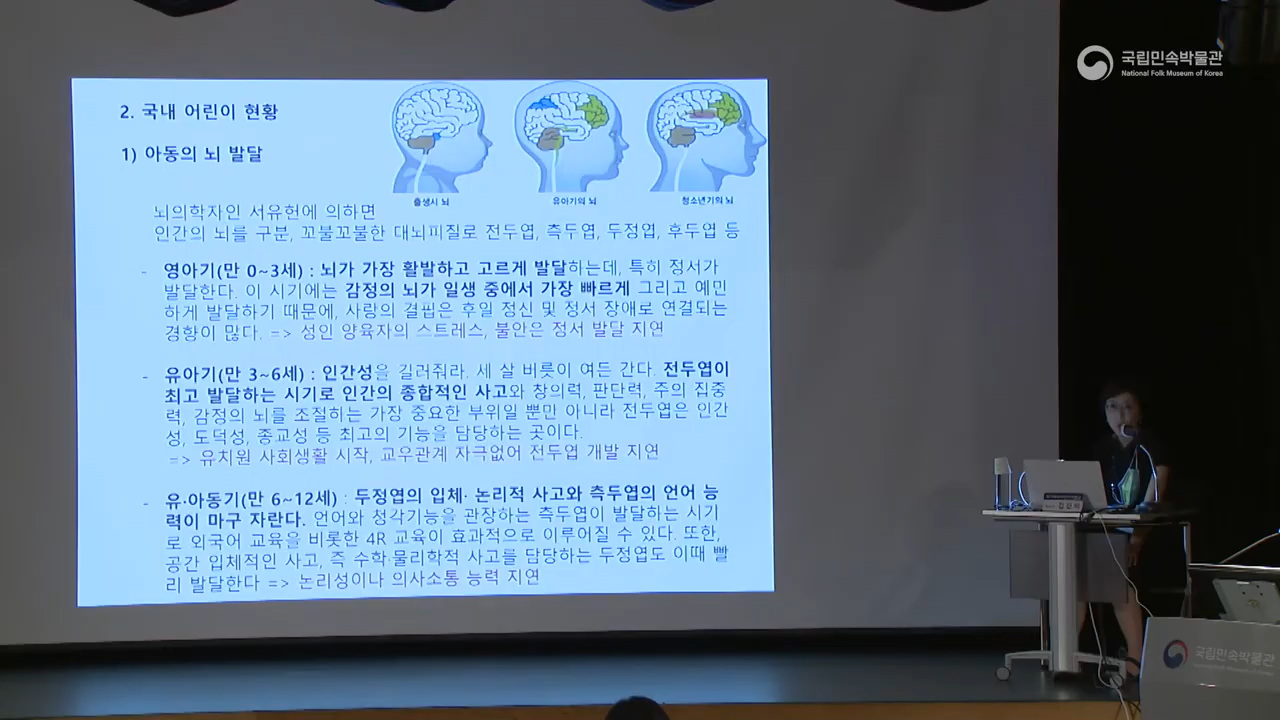 국립민속박물관
National Folk Museum of Korea
2. 국내 어린이 현황
1) 아동의 뇌 발달
출생시 뇌
유아기의 뇌
청소년기의 뇌
뇌의학자인 서유헌에 의하면
인간의 뇌를 구분, 꼬불꼬불한 대뇌피질로 전두엽, 측두엽, 두정엽, 후두엽 등
- 영아기(만 0~3세) : 뇌가 가장 활발하고 고르게 발달하는데, 특히 정서가
발달한다. 이 시기에는 감정의 뇌가 일생 중에서 가장 빠르게 그리고 예민
하게 발달하기 때문에, 사랑의 결핍은 후일 정신 및 정서 장애로 연결되는
경향이 많다. => 성인 양육자의 스트레스, 불안은 정서 발달 지연
- 유아기(만 3~6세) : 인간성을 길러줘라. 세 살 버릇이 여든 간다. 전두엽이
최고 발달하는 시기로 인간의 종합적인 사고와 창의력, 판단력, 주의 집중
력, 감정의 뇌를 조절하는 가장 중요한 부위일 뿐만 아니라 전두엽은 인간
성, 도덕성, 종교성 등 최고의 기능을 담당하는 곳이다.
=> 유치원 사회생활 시작, 교우관계 자극없어 전두엽 개발 지연
- 유·아동기(만 6~12세) : 두정엽의 입체· 논리적 사고와 측두엽의 언어 능
력이 마구 자란다. 언어와 청각기능을 관장하는 측두엽이 발달하는 시기
로 외국어 교육을 비롯한 4R 교육이 효과적으로 이루어질 수 있다. 또한,
공간 입체적인 사고, 즉 수학·물리학적 사고를 담당하는 두정엽도 이때 빨
리 발달한다 => 논리성이나 의사소통 능력 지연
국립민속박물관